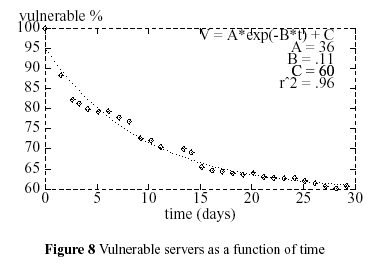 vulnerable %
V = A*exp(-B*t) + C
A = 36
B = .11
C = 60
r^2 = .96
100
95
90
85
80
75
70
65
60
0
5
10
15
20
25
30
time (days)
Figure 8 Vulnerable servers as a function of time